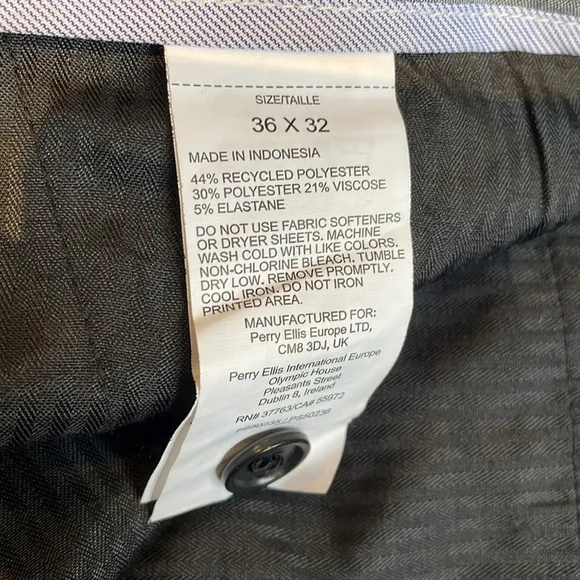 SIZE/TAILLE
36 X 32
MADE IN INDONESIA
44% RECYCLED POLYESTER
30% POLYESTER 21% VISCOSE
5% ELASTANE
DO NOT USE FABRIC SOFTENERS
OR DRYER SHEETS. MACHINE
WASH COLD WITH LIKE COLORS.
NON-CHLORINE BLEACH. TUMBLE
DRY LOW. REMOVE PROMPTLY.
COOL IRON. DO NOT IRON
PRINTED AREA.
MANUFACTURED FOR:
Perry Ellis Europe LTD,
CM8 3DJ, UK
Perry Ellis International Europe
Olympic House
Pleasants Street
Dublin 8, Ireland
RN# 37763/CA# 55972